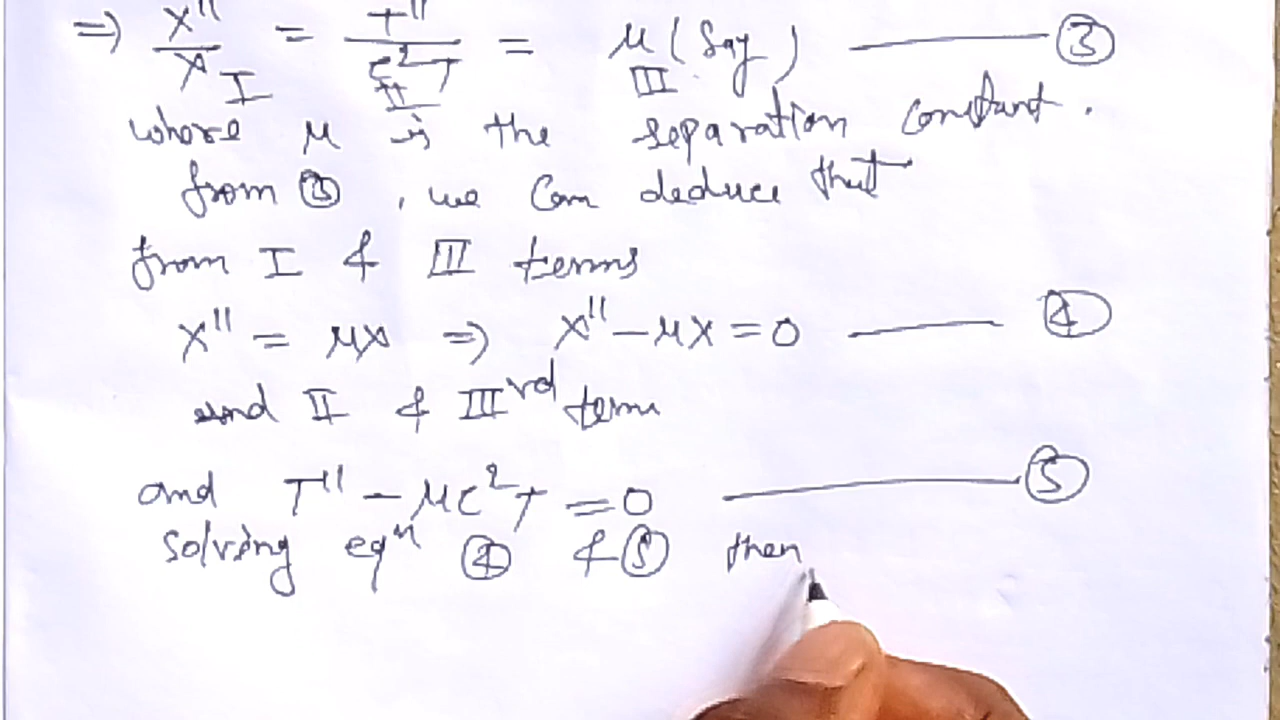 ⇒ X''/X = T''/c²T = μ (say) ——— ③
I II III
where μ is the separation constant.
from ③, we can deduce that
from I & III terms
X'' = μX ⇒ X'' - μX = 0 ——— ④
and II & IIIrd term
and T'' - μc²T = 0 ——— ⑤
solving eqn ④ & ⑤ then